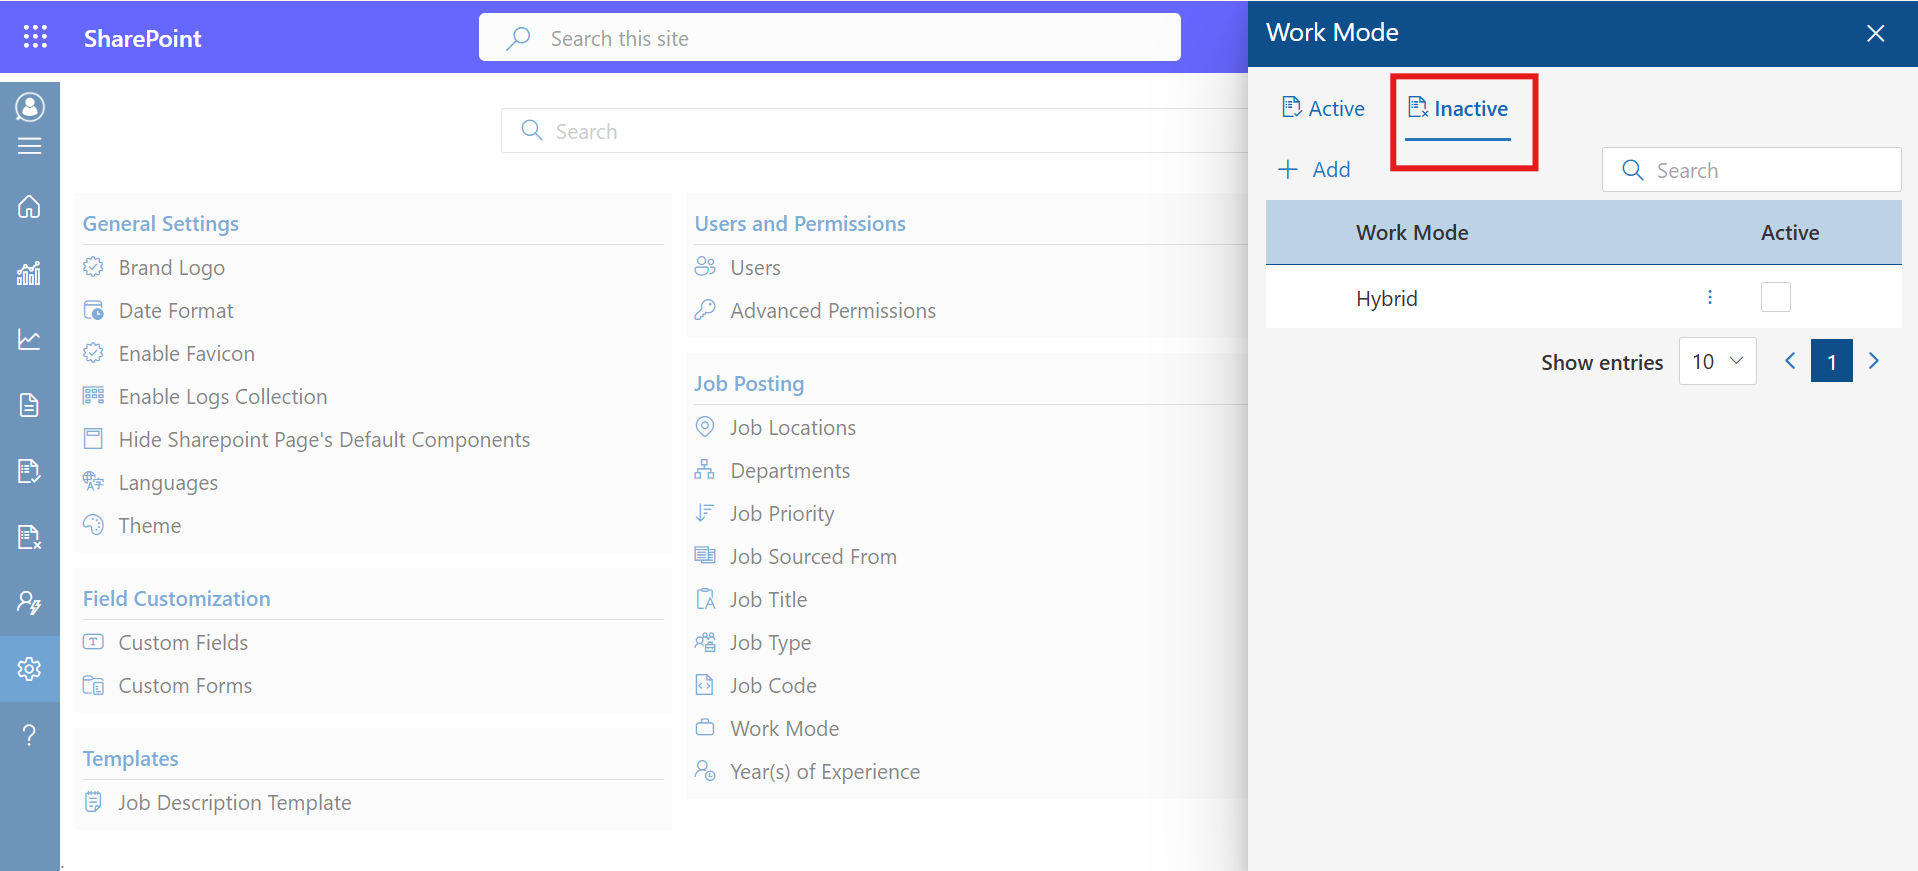 SharePoint
Search this site
Search
General Settings
Brand Logo
Date Format
Enable Favicon
Enable Logs Collection
Hide Sharepoint Page's Default Components
Languages
Theme
Field Customization
Custom Fields
Custom Forms
Templates
Job Description Template
Users and Permissions
Users
Advanced Permissions
Job Posting
Job Locations
Departments
Job Priority
Job Sourced From
Job Title
Job Type
Job Code
Work Mode
Year(s) of Experience
Work Mode
Active Inactive
Add
Search
Work Mode Active
Hybrid
Show entries 10 1